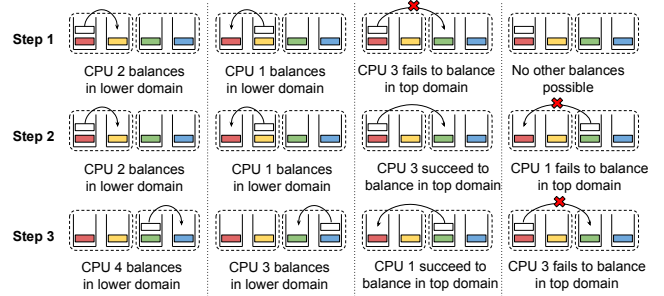 Step 1
CPU 2 balances
in lower domain
CPU 1 balances
in lower domain
CPU 3 fails to balance
in top domain
No other balances
possible
Step 2
CPU 2 balances
in lower domain
CPU 1 balances
in lower domain
CPU 3 succeed to
balance in top domain
CPU 1 fails to balance
in top domain
Step 3
CPU 4 balances
in lower domain
CPU 3 balances
in lower domain
CPU 1 succeed to
balance in top domain
CPU 3 fails to balance
in top domain